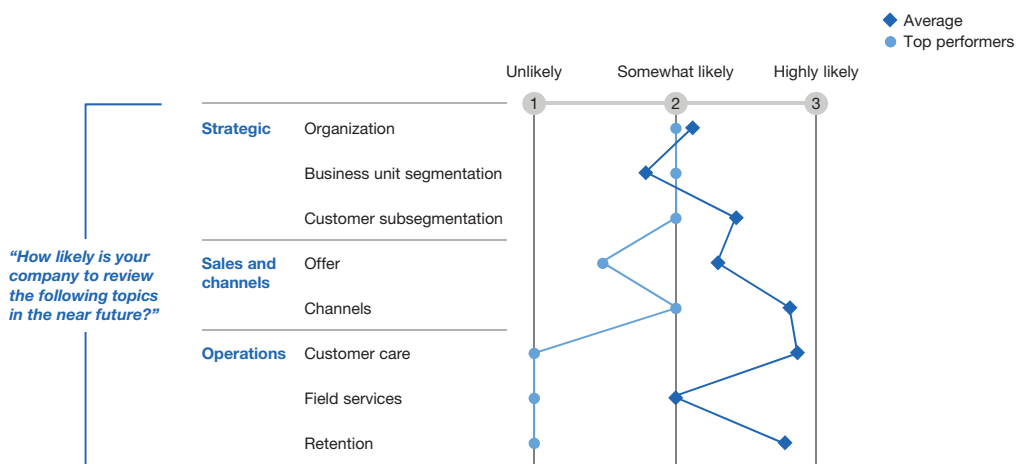 Average
Top performers
Unlikely Somewhat likely Highly likely
1 2 3
Strategic Organization
Business unit segmentation
Customer subsegmentation
“How likely is your
company to review
the following topics
in the near future?”
Sales and
channels
Offer
Channels
Operations Customer care
Field services
Retention